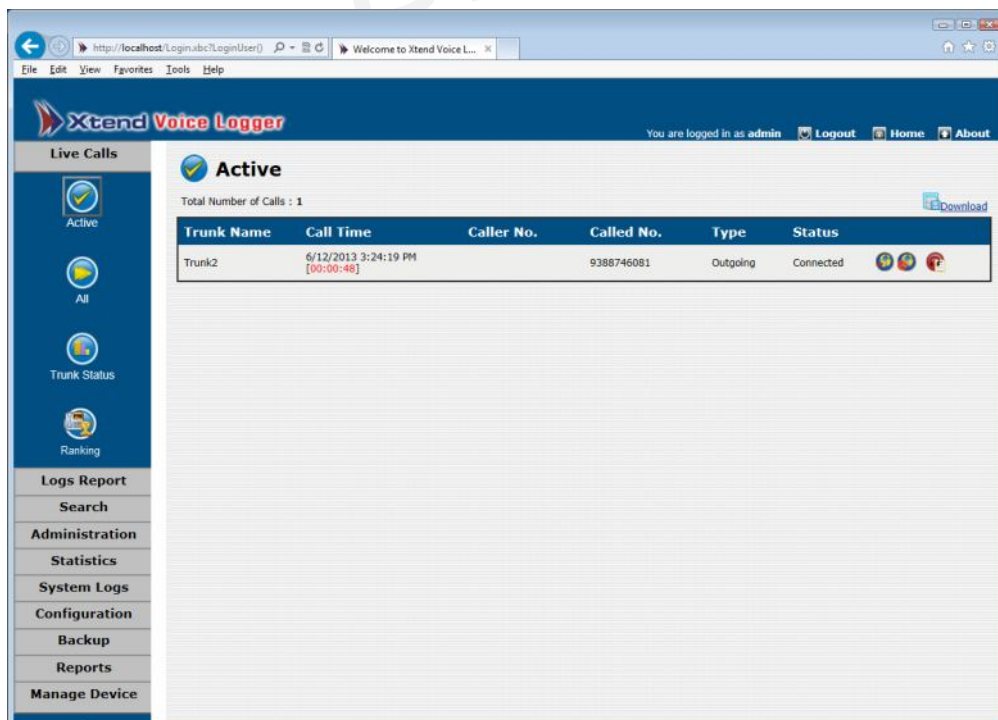 http://localhost/Login.xbc?LoginUser()
Welcome to Xtend Voice L...
File Edit View Favorites Tools Help
Xtend Voice Logger
You are logged in as admin Logout Home About
Live Calls
Active
All
Trunk Status
Ranking
Logs Report
Search
Administration
Statistics
System Logs
Configuration
Backup
Reports
Manage Device
Active
Total Number of Calls : 1
Download
Trunk Name Call Time Caller No. Called No. Type Status
Trunk2 6/12/2013 3:24:19 PM 9388746081 Outgoing Connected
[00:00:48]